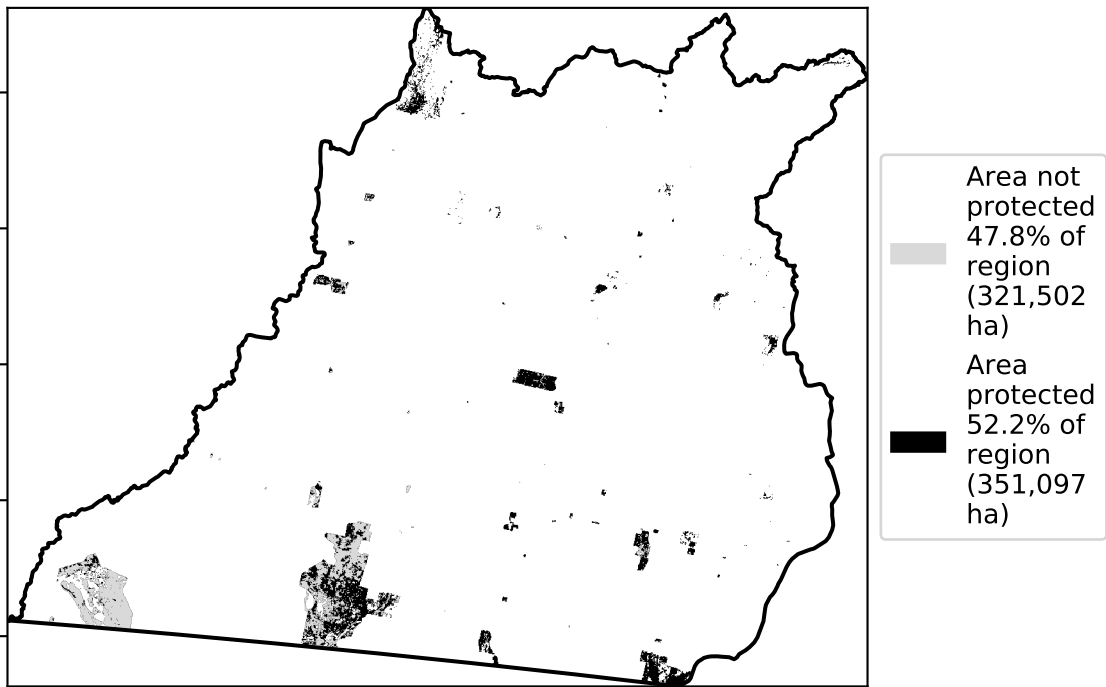 Area not
protected
47.8% of
region
(321,502
ha)
Area
protected
52.2% of
region
(351,097
ha)